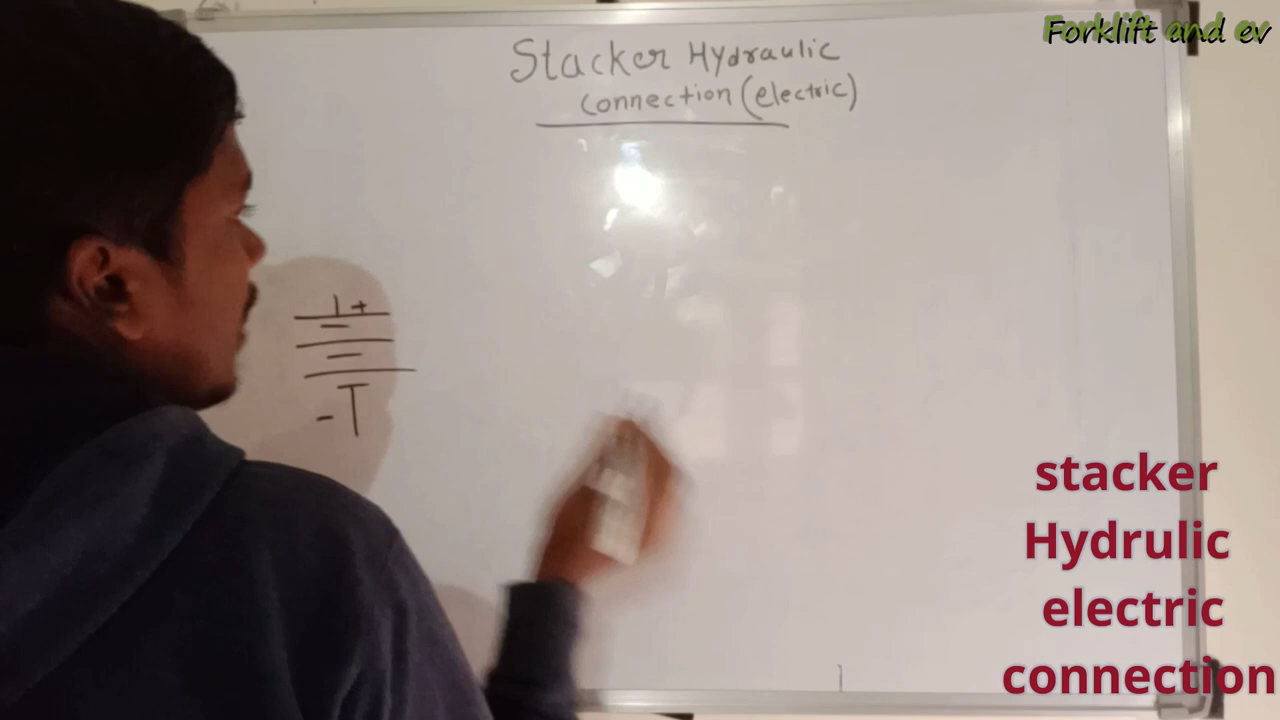 Forklift and ev
Stacker Hydraulic
connection (electric)
+
-
stacker
Hydrulic
electric
connection